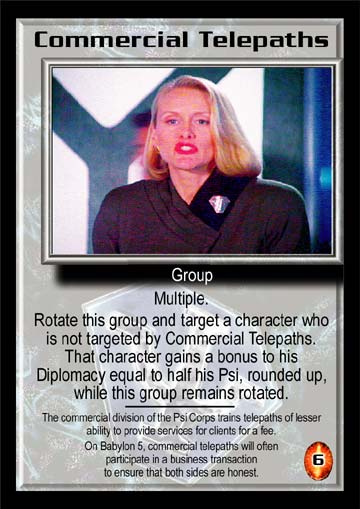 Commercial Telepaths
Group
Multiple.
Rotate this group and target a character who
is not targeted by Commercial Telepaths.
That character gains a bonus to his
Diplomacy equal to half his Psi, rounded up,
while this group remains rotated.
The commercial division of the Psi Corps trains telepaths of lesser
ability to provide services for clients for a fee.
On Babylon 5, commercial telepaths will often
participate in a business transaction
to ensure that both sides are honest.
6